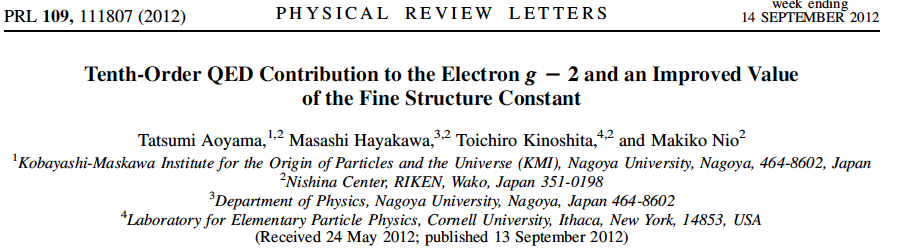 week ending
PRL 109, 111807 (2012) PHYSICAL REVIEW LETTERS 14 SEPTEMBER 2012
Tenth-Order QED Contribution to the Electron g − 2 and an Improved Value
of the Fine Structure Constant
Tatsumi Aoyama,1,2 Masashi Hayakawa,3,2 Toichiro Kinoshita,4,2 and Makiko Nio2
1Kobayashi-Maskawa Institute for the Origin of Particles and the Universe (KMI), Nagoya University, Nagoya, 464-8602, Japan
2Nishina Center, RIKEN, Wako, Japan 351-0198
3Department of Physics, Nagoya University, Nagoya, Japan 464-8602
4Laboratory for Elementary Particle Physics, Cornell University, Ithaca, New York, 14853, USA
(Received 24 May 2012; published 13 September 2012)